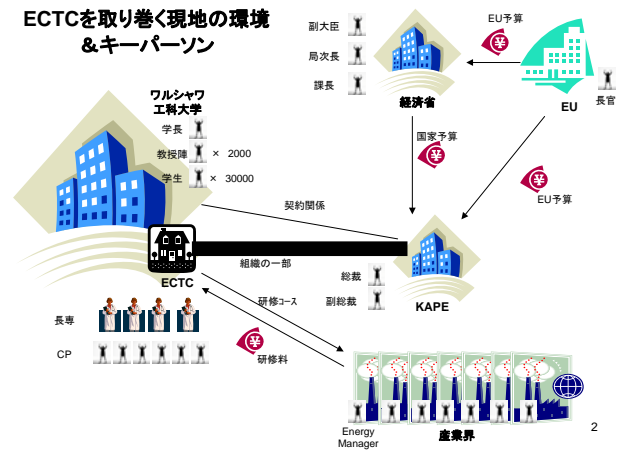 ECTCを取り巻く現地の環境
&キーパーソン
副大臣
局次長
課長
経済省
EU予算
EU
長官
ワルシャワ
工科大学
学長
教授陣 × 2000
学生 × 30000
国家予算
EU予算
契約関係
組織の一部
ECTC
総裁
副総裁
KAPE
研修コース
長専
CP
研修料
Energy
Manager
産業界
2